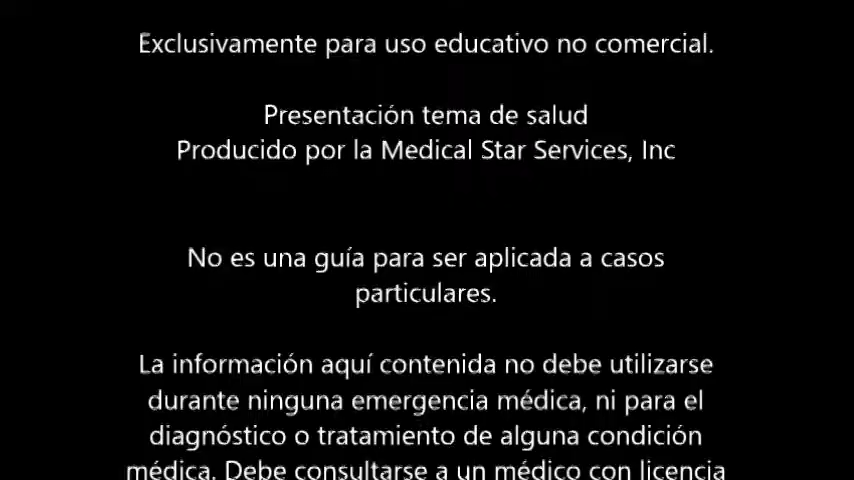 Exclusivamente para uso educativo no comercial.
Presentación tema de salud
Producido por la Medical Star Services, Inc
No es una guía para ser aplicada a casos
particulares.
La información aquí contenida no debe utilizarse
durante ninguna emergencia médica, ni para el
diagnóstico o tratamiento de alguna condición
médica. Debe consultarse a un médico con licencia